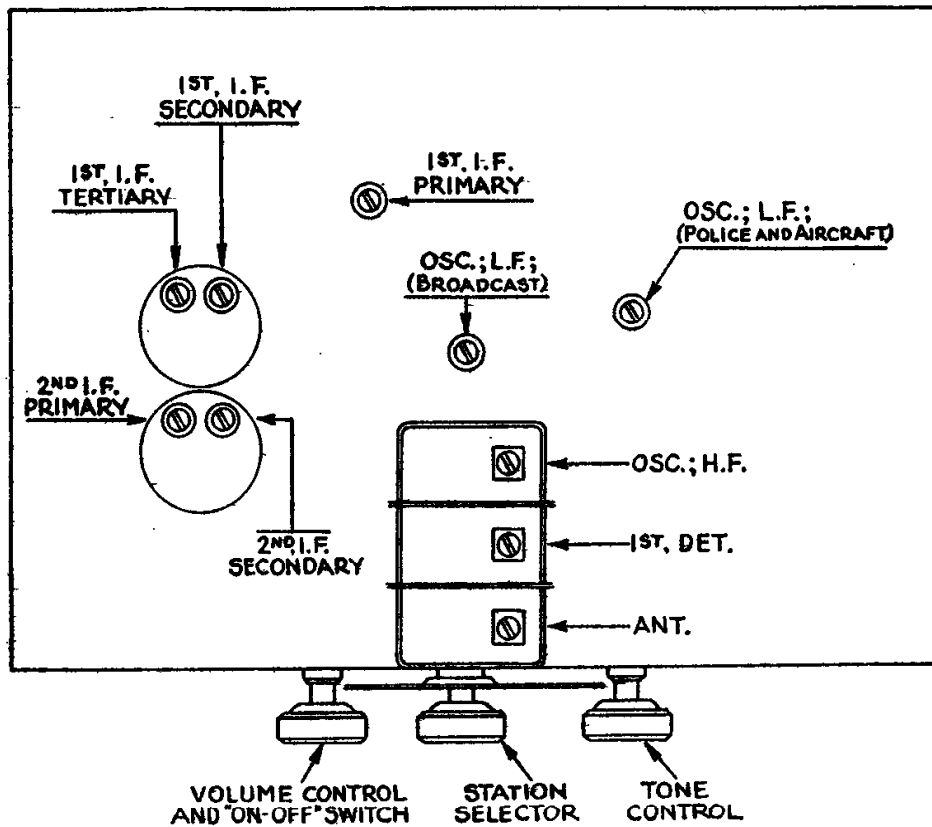 1ST, I.F.
SECONDARY
1ST, I.F.
TERTIARY
1ST, I.F.
PRIMARY
OSC.; L.F.;
(POLICE AND AIRCRAFT)
OSC.; L.F.;
(BROADCAST)
2ND I.F.
PRIMARY
2ND, I.F.
SECONDARY
OSC.; H.F.
1ST, DET.
ANT.
VOLUME CONTROL
AND "ON-OFF" SWITCH
STATION
SELECTOR
TONE
CONTROL